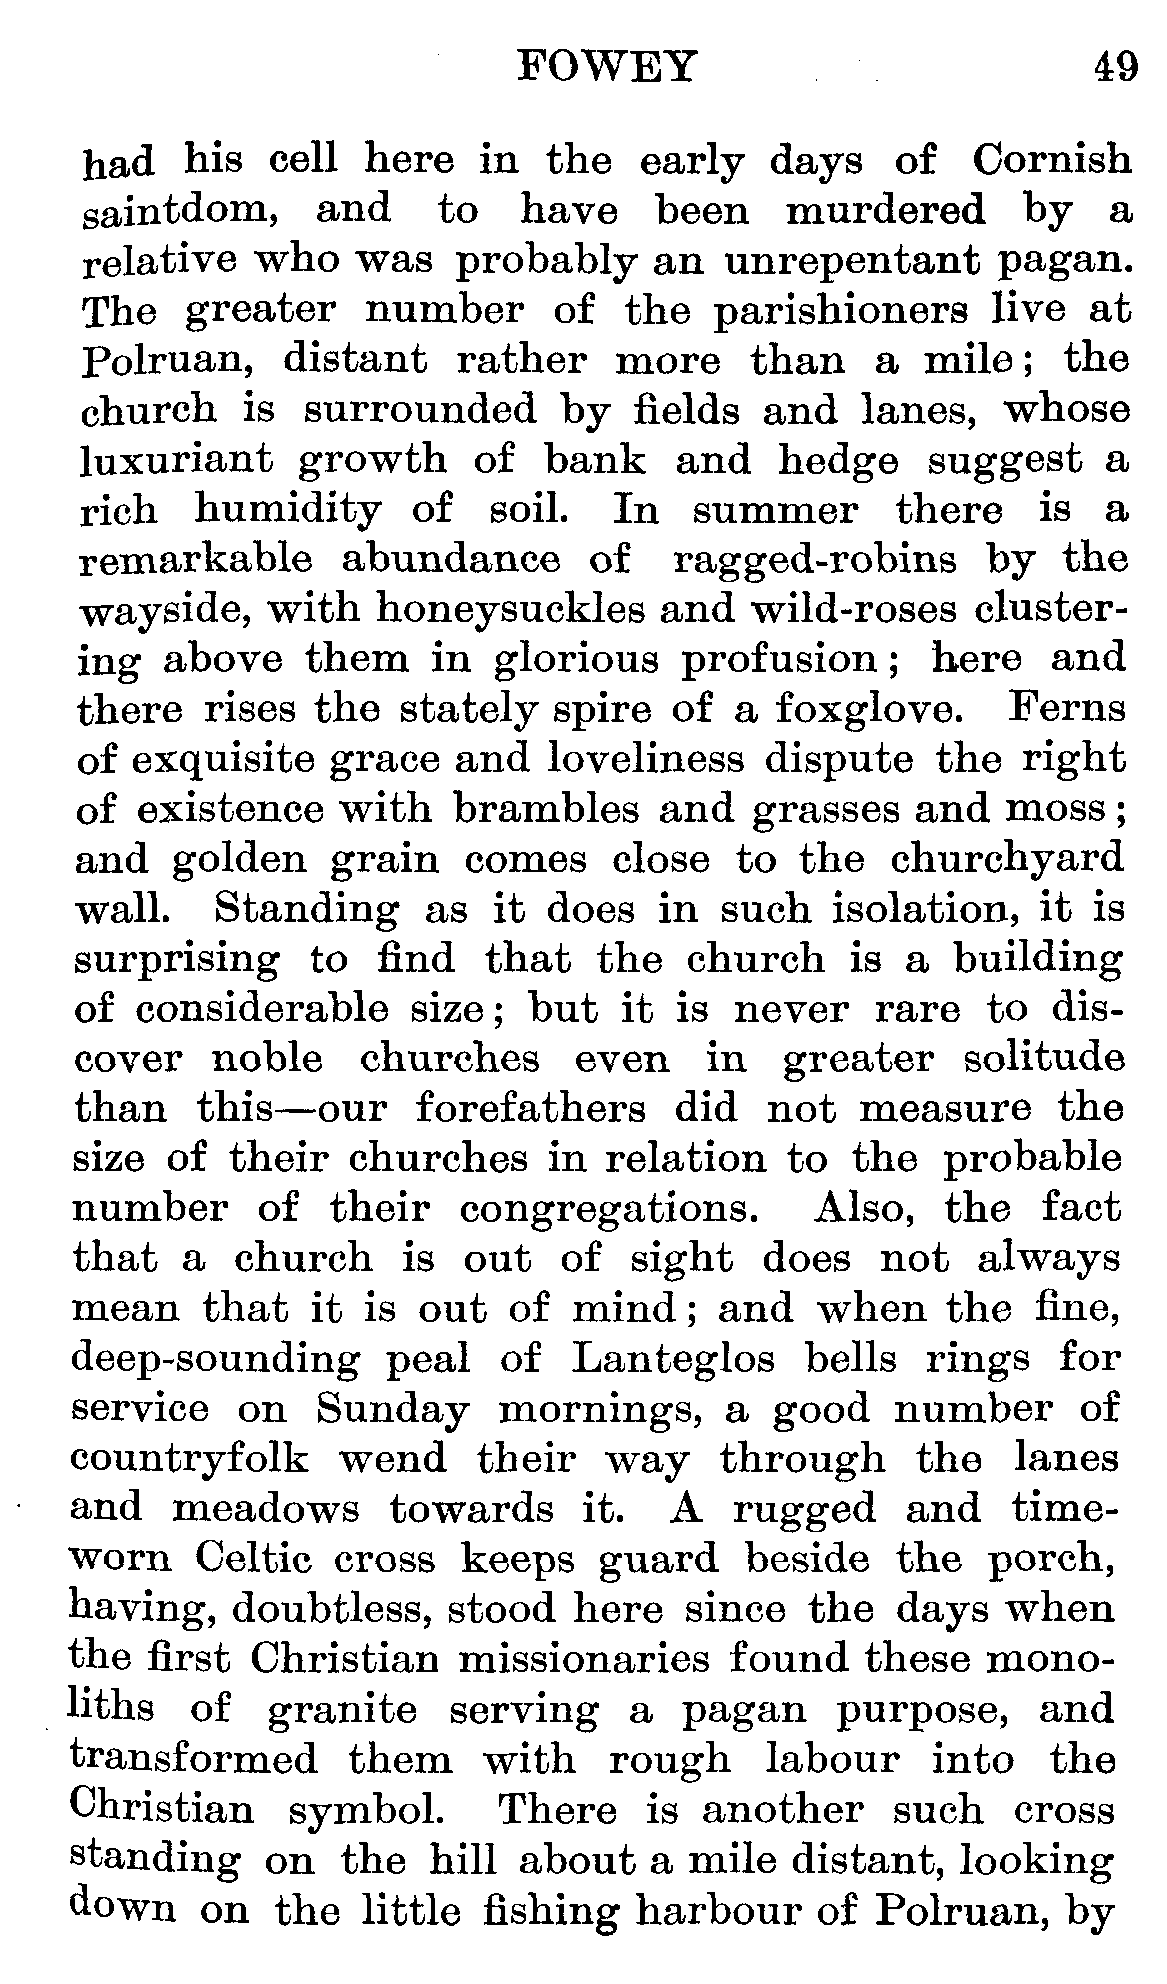 FOWEY 49
had his cell here in the early days of Cornish
saintdom, and to have been murdered by a
relative who was probably an unrepentant pagan.
The greater number of the parishioners live at
Polruan, distant rather more than a mile; the
church is surrounded by fields and lanes, whose
luxuriant growth of bank and hedge suggest a
rich humidity of soil. In summer there is a
remarkable abundance of ragged-robins by the
wayside, with honeysuckles and wild-roses cluster-
ing above them in glorious profusion; here and
there rises the stately spire of a foxglove. Ferns
of exquisite grace and loveliness dispute the right
of existence with brambles and grasses and moss;
and golden grain comes close to the churchyard
wall. Standing as it does in such isolation, it is
surprising to find that the church is a building
of considerable size; but it is never rare to dis-
cover noble churches even in greater solitude
than this—our forefathers did not measure the
size of their churches in relation to the probable
number of their congregations. Also, the fact
that a church is out of sight does not always
mean that it is out of mind; and when the fine,
deep-sounding peal of Lanteglos bells rings for
service on Sunday mornings, a good number of
countryfolk wend their way through the lanes
and meadows towards it. A rugged and time-
worn Celtic cross keeps guard beside the porch,
having, doubtless, stood here since the days when
the first Christian missionaries found these mono-
liths of granite serving a pagan purpose, and
transformed them with rough labour into the
Christian symbol. There is another such cross
standing on the hill about a mile distant, looking
down on the little fishing harbour of Polruan, by